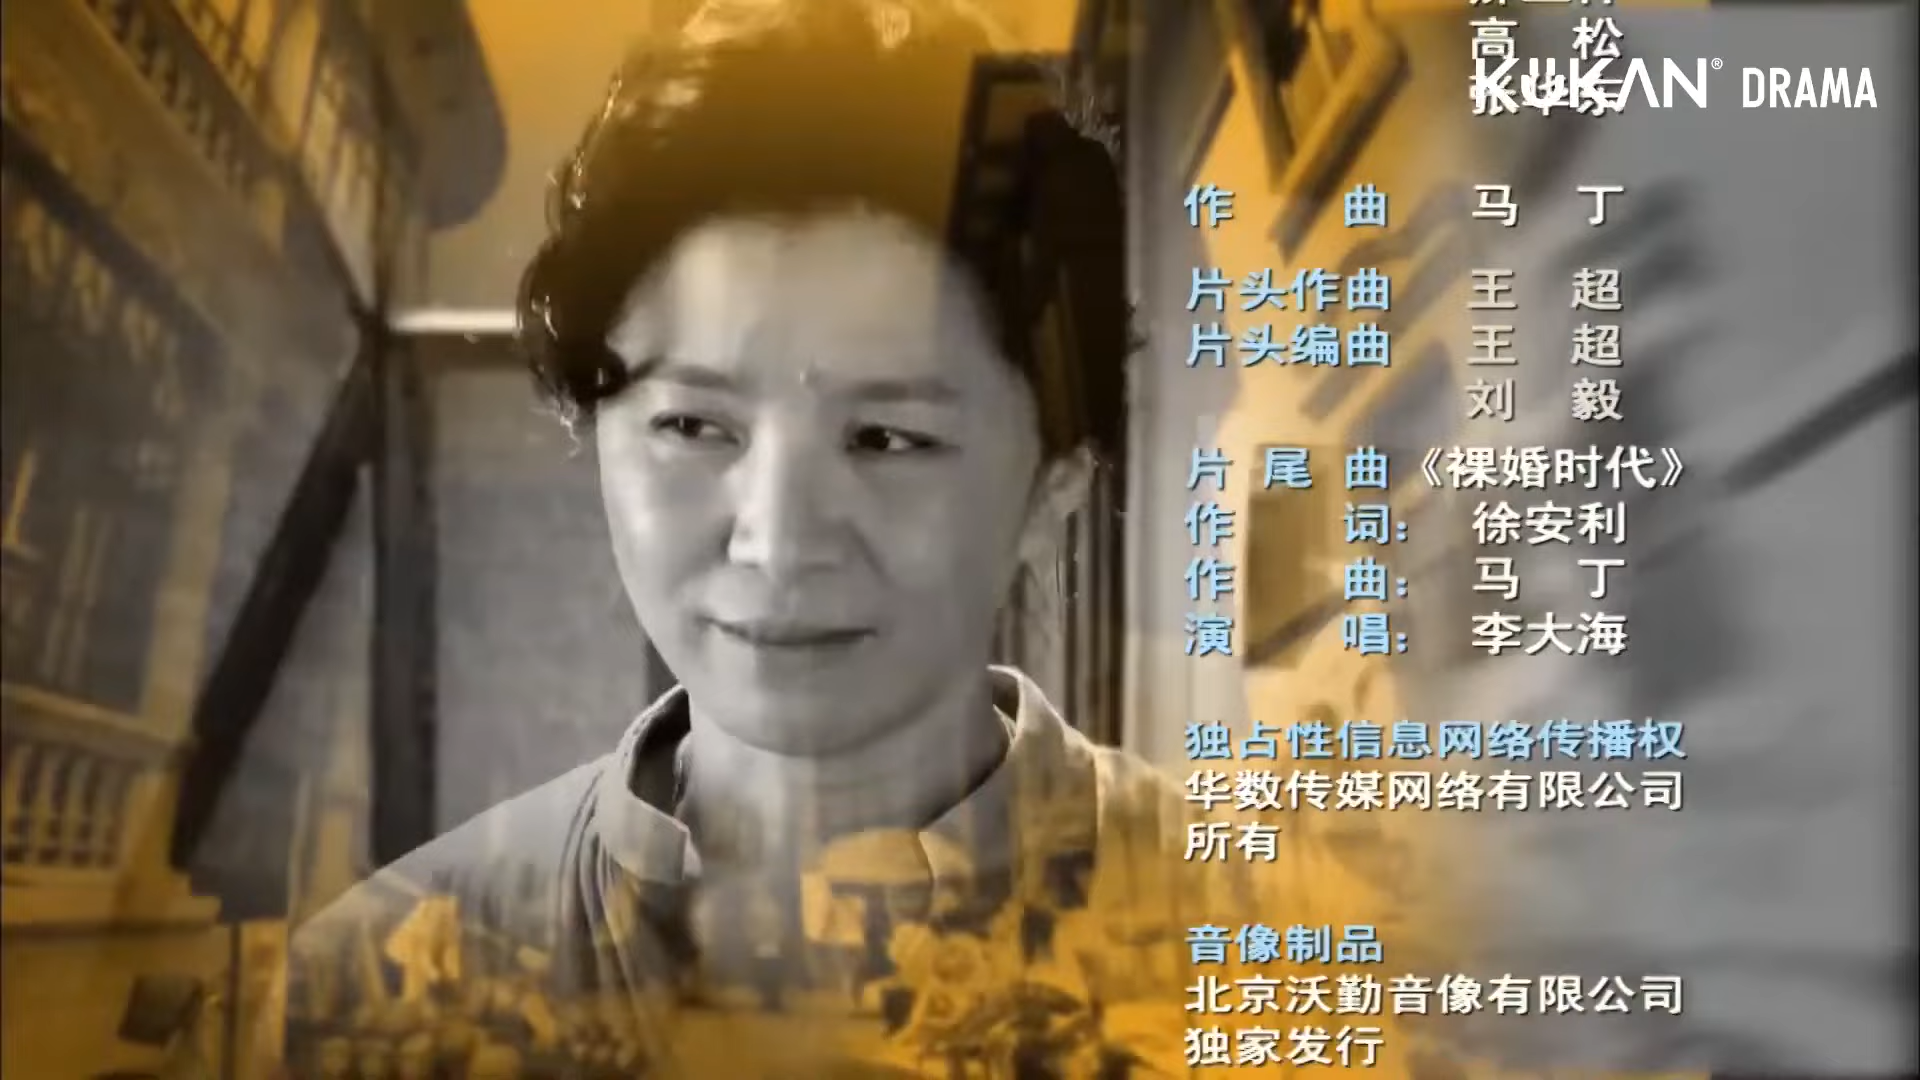 高 松
KUKAN® DRAMA
作 曲 马 丁
片头作曲 王 超
片头编曲 王 超
刘 毅
片 尾 曲《裸婚时代》
作 词： 徐安利
作 曲： 马 丁
演 唱： 李大海
独占性信息网络传播权
华数传媒网络有限公司
所有
音像制品
北京沃勤音像有限公司
独家发行